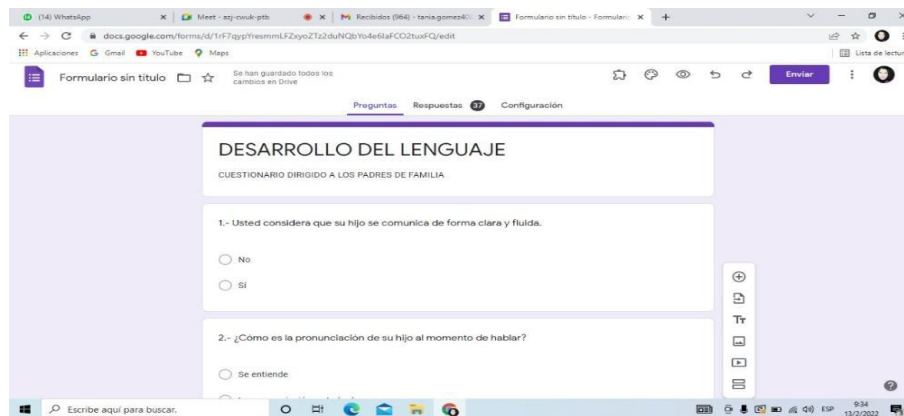 (14) WhatsApp
Meet - azj-cwuk-ptb
Recibidos (964) - tania.gomez40
Formulario sin título - Formulario
docs.google.com/forms/d/1rF7qypYresmmLFZxyoZTz2duNQbYo4e6laFCO2tuxFQ/edit
Aplicaciones
Gmail
YouTube
Maps
Lista de lectur
Formulario sin título
Se han guardado todos los
cambios en Drive
Enviar
Preguntas Respuestas 37 Configuración
DESARROLLO DEL LENGUAJE
CUESTIONARIO DIRIGIDO A LOS PADRES DE FAMILIA
1.- Usted considera que su hijo se comunica de forma clara y fluida.
No
Sí
2.- ¿Cómo es la pronunciación de su hijo al momento de hablar?
Se entiende
Tт
Escribe aquí para buscar.
ESP
9:34
13/2/2022